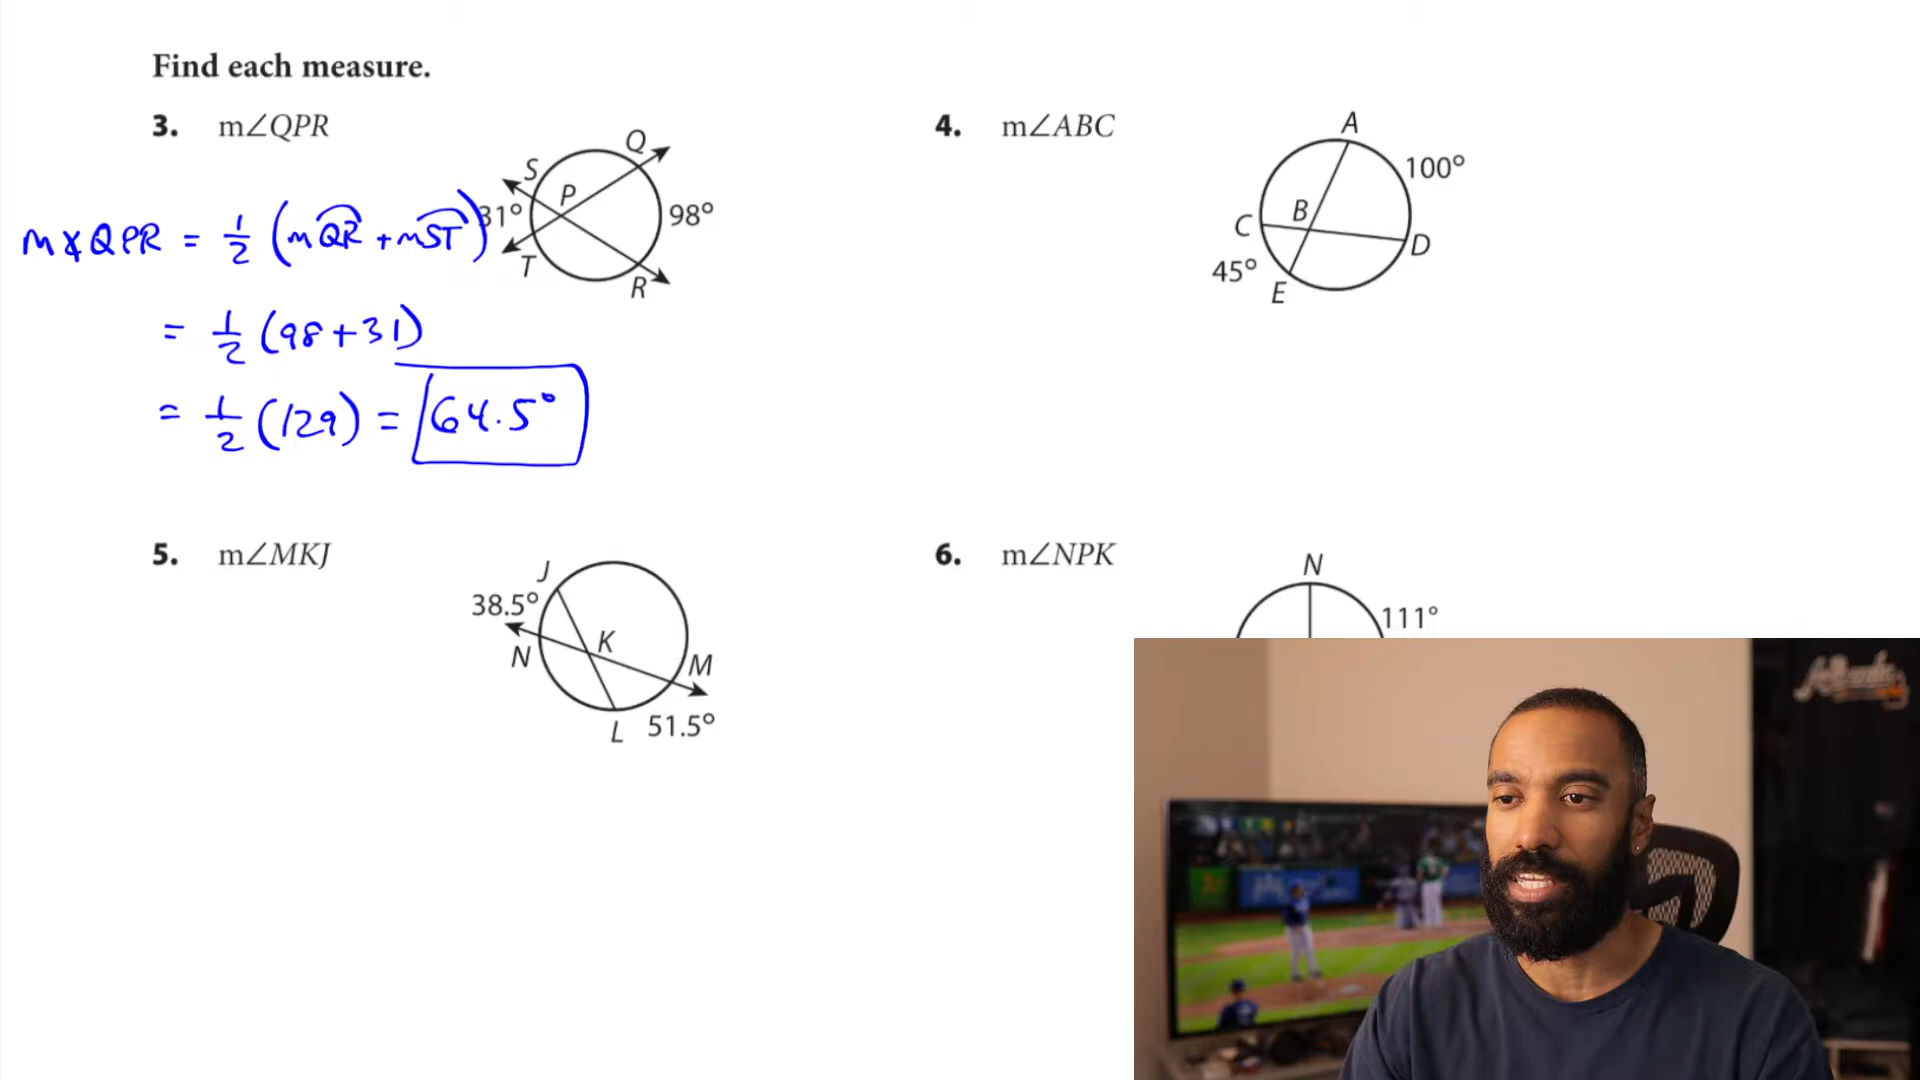 Find each measure.
3. m∠QPR
Q
S
P
31°
98°
T
R
m∡QPR = 1/2 (mQR + mST)
= 1/2 (98+31)
= 1/2 (129) = 64.5°
4. m∠ABC
A
100°
B
C
D
45°
E
5. m∠MKJ
J
38.5°
K
N
M
L 51.5°
6. m∠NPK
N
111°